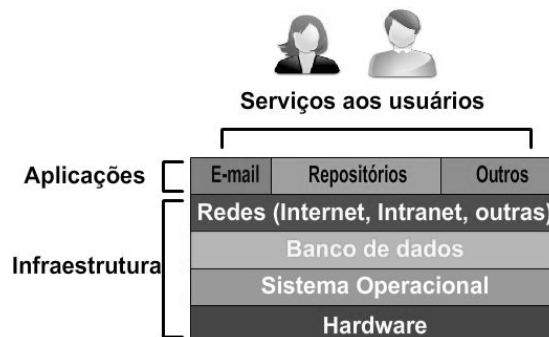 Serviços aos usuários
Aplicações
E-mail Repositórios Outros
Redes (Internet, Intranet, outras)
Banco de dados
Infraestrutura
Sistema Operacional
Hardware